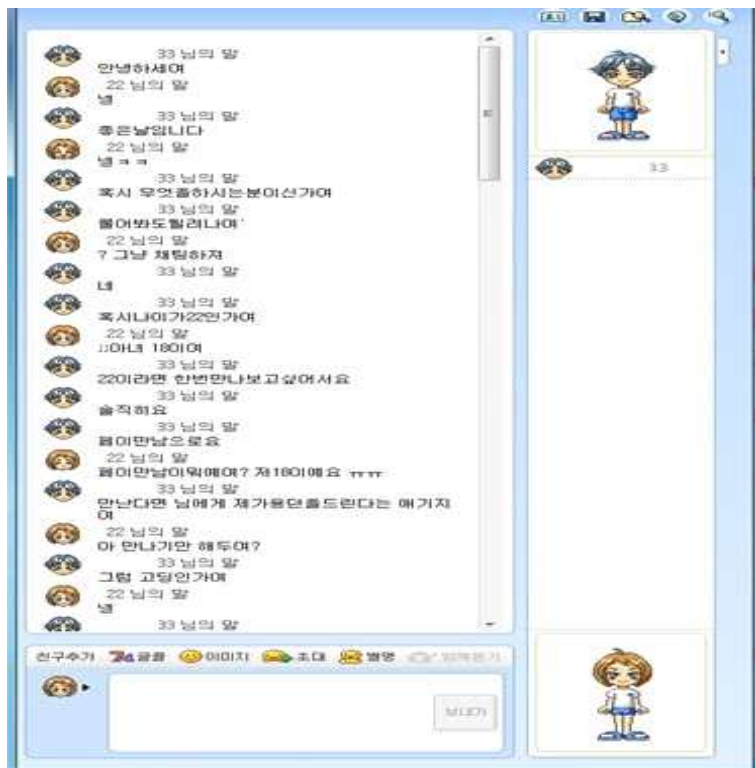 33 님의 말
안녕하세여
22 님의 말
넹
33 님의 말
좋은날입니다
22 님의 말
넹ㅋㅋ
33 님의 말
혹시 무엇을하시는분이신가여
33 님의 말
물어봐도될려나여'
22 님의 말
? 그냥 채팅하져
33 님의 말
네
33 님의 말
혹시나이가22인가여
22 님의 말
;;아녀 18이여
33 님의 말
22이라면 한번만나보고싶어서요
33 님의 말
솔직히요
33 님의 말
페이만남으로요
22 님의 말
페이만남이뭐예여? 저18이예요 ㅠㅠ
33 님의 말
만난다면 님에게 제가용던을드린다는 얘기지
여
22 님의 말
아 만나기만 해두여?
33 님의 말
그럼 고딩인가여
22 님의 말
넹
33 님의 말
33
친구추가 글꼴 이미지 초대 별명
보내기